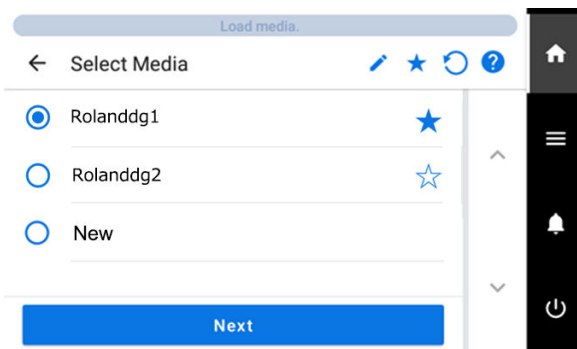 Load media.
Select Media
?
Rolanddg1
Rolanddg2
New
Next